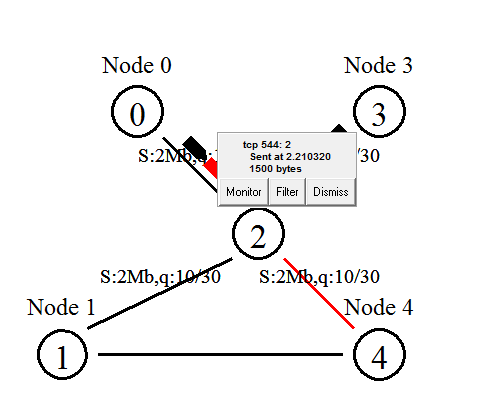 Node 0
Node 3
0
3
tcp 544: 2
Sent at 2.210320
1500 bytes
S:2Mb,q:
/30
Monitor Filter Dismiss
2
S:2Mb,q:10/30 S:2Mb,q:10/30
Node 1
Node 4
1
4